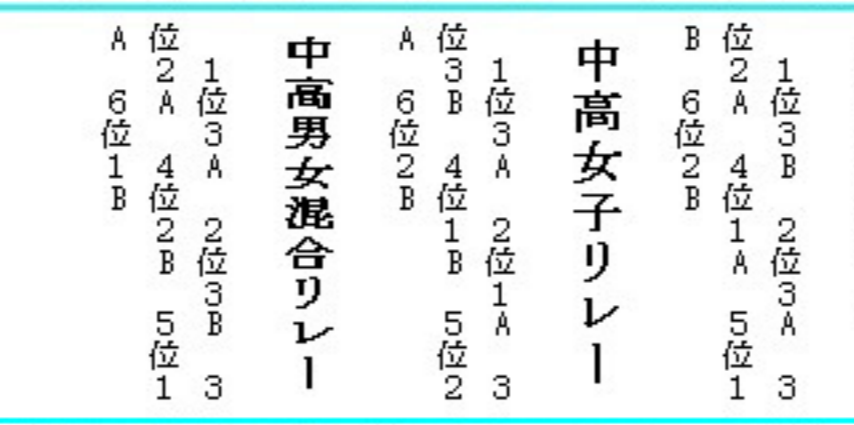 1位3B 2位3A 3
位2A 4位1A 5位1
B 6位2B
中高女子リレー
1位3A 2位1A 3
位3B 4位1B 5位2
A 6位2B
中高男女混合リレー
1位3A 2位3B 3
位2A 4位2B 5位1
A 6位1B